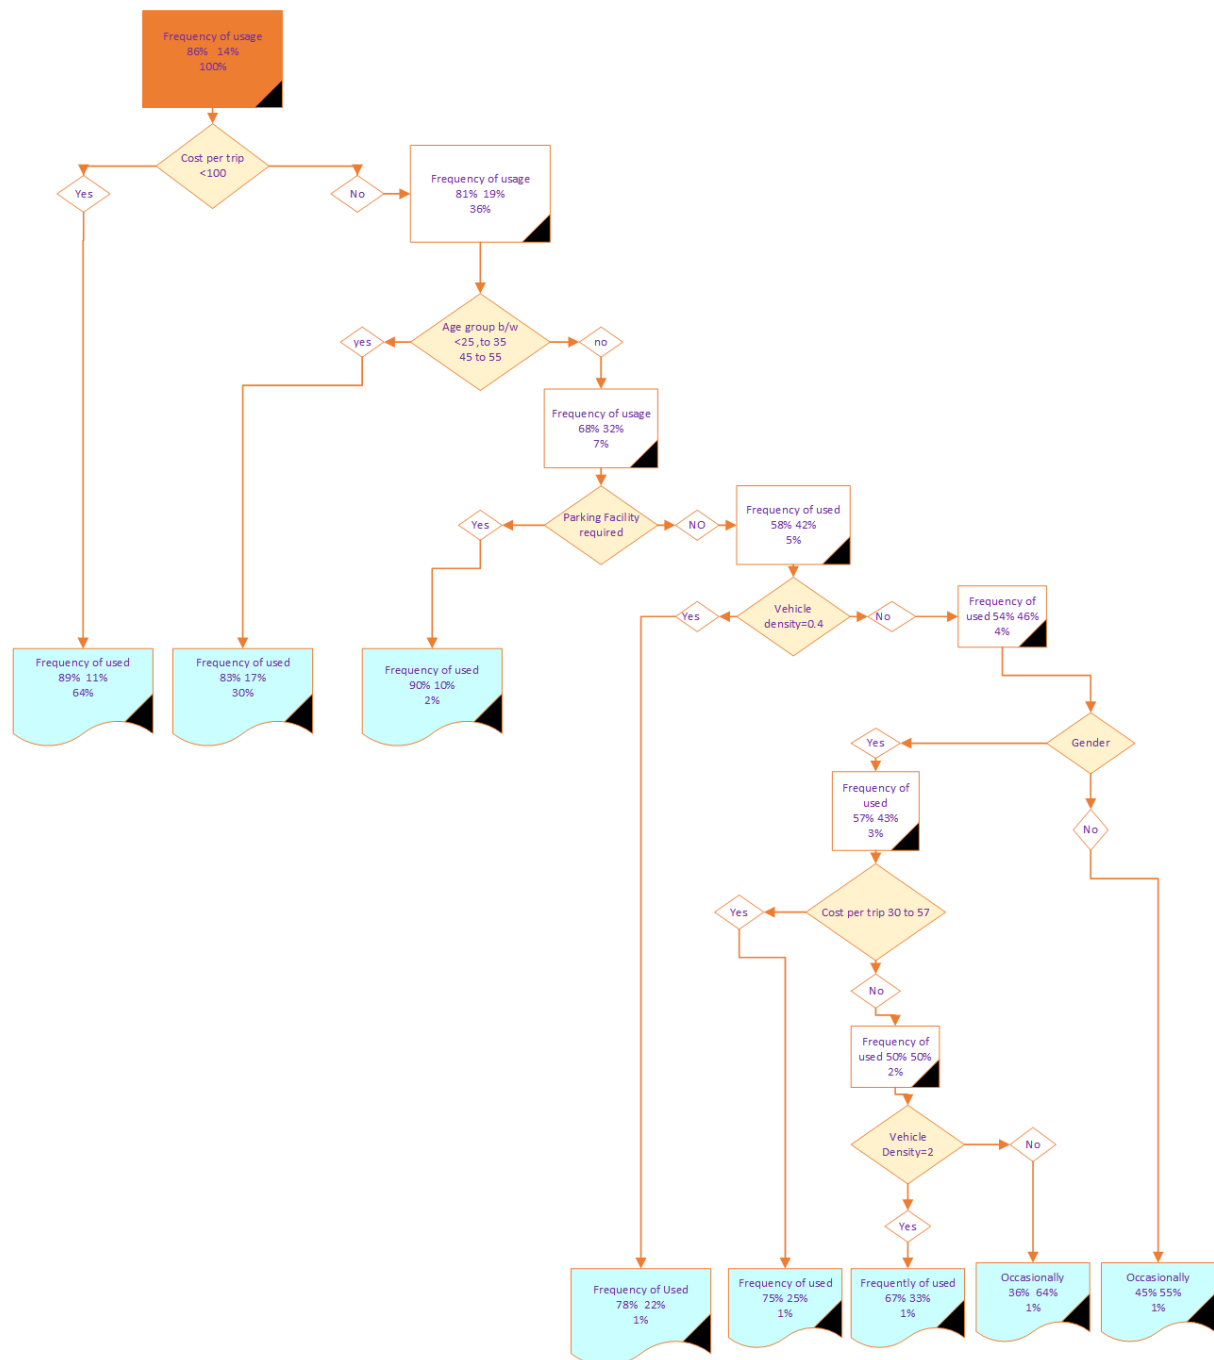 Frequency of usage
86%  14%
100%
Cost per trip
<100
Yes
No
Frequency of usage
81%  19%
36%
Age group b/w
<25 ,to 35
45 to 55
yes
no
Frequency of usage
68% 32%
7%
Parking Facility
required
Yes
NO
Frequency of used
58% 42%
5%
Vehicle
density=0.4
Yes
No
Frequency of
used 54% 46%
4%
Frequency of used
89%  11%
64%
Frequency of used
83% 17%
30%
Frequency of used
90% 10%
2%
Gender
Yes
No
Frequency of
used
57% 43%
3%
Cost per trip 30 to 57
Yes
No
Frequency of
used 50% 50%
2%
Vehicle
Density=2
No
Yes
Frequency of Used
78%  22%
1%
Frequency of used
75% 25%
1%
Frequently of used
67% 33%
1%
Occasionally
36%  64%
1%
Occasionally
45% 55%
1%